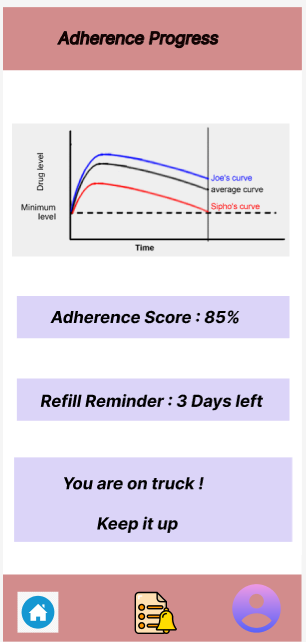 Adherence Progress
Drug level
Joe's curve
average curve
Sipho's curve
Minimum
level
Time
Adherence Score : 85%
Refill Reminder : 3 Days left
You are on truck !
Keep it up